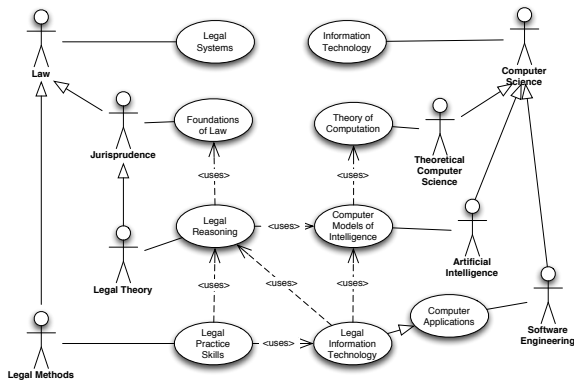 Legal
Systems
Information
Technology
Law
Computer
Science
Foundations
of Law
Theory of
Computation
Jurisprudence
Theoretical
Computer
Science
<uses>
<uses>
Legal
Reasoning
<uses>
Computer
Models of
Intelligence
Legal Theory
Artificial
Intelligence
<uses>
<uses>
<uses>
Computer
Applications
Legal
Practice
Skills
<uses>
Legal
Information
Technology
Software
Engineering
Legal Methods